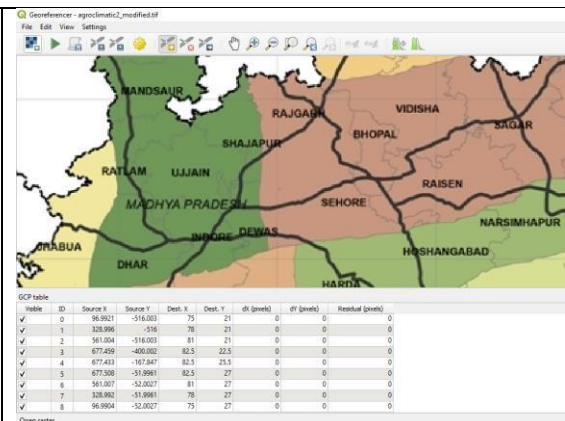 Georeferencer - agroclimatic2_modified.tif
File Edit View Settings
MANDSAUR
RAJGARH
VIDISHA
SAGAR
BHOPAL
SHAJAPUR
RATLAM
UJJAIN
RAISEN
MADHYA PRADESH
SEHORE
NARSIMHAPUR
JHABUA
INDORE DEWAS
HOSHANGABAD
DHAR
HARDA
GCP table
Visible ID Source X Source Y Dest. X Dest. Y dX (pixels) dY (pixels) Residual (pixels)
✓ 0 96.9921 -516.003 75 21 0 0 0
✓ 1 328.996 -516 78 21 0 0 0
✓ 2 561.004 -516.003 81 21 0 0 0
✓ 3 677.459 -400.002 82.5 22.5 0 0 0
✓ 4 677.433 -167.847 82.5 25.5 0 0 0
✓ 5 677.508 -51.9961 82.5 27 0 0 0
✓ 6 561.007 -52.0027 81 27 0 0 0
✓ 7 328.992 -51.9961 78 27 0 0 0
✓ 8 96.9904 -52.0027 75 27 0 0 0
Open raster